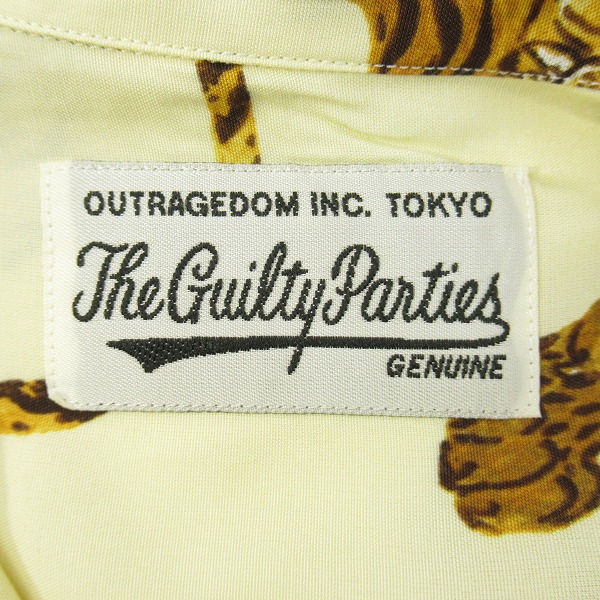 OUTRAGEDOM INC. TOKYO
The Guilty Parties
GENUINE